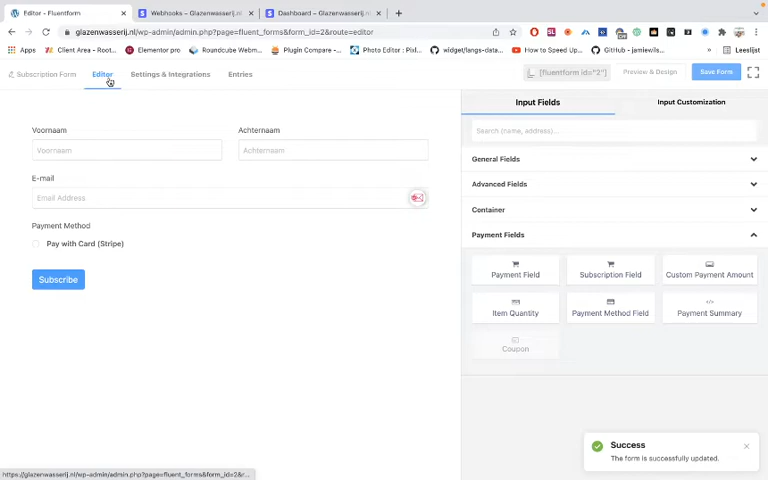 Editor - Fluentform
Webhooks – Glazenwasserij.nl
Dashboard – Glazenwasserij.nl
glazenwasserij.nl/wp-admin/admin.php?page=fluent_forms&form_id=2&route=editor
Apps
Client Area - Root...
Elementor pro
Roundcube Webm...
Plugin Compare -...
Photo Editor : Pixl...
widget/langs-data...
How to Speed Up...
GitHub - jamiewils...
»
Leeslijst
Subscription Form
Editor
Settings & Integrations
Entries
[fluentform id="2"]
Preview & Design
Save Form
Input Fields
Input Customization
Search (name, address)...
Voornaam
Achternaam
Voornaam
Achternaam
E-mail
Email Address
Payment Method
Pay with Card (Stripe)
Subscribe
General Fields
Advanced Fields
Container
Payment Fields
Payment Field
Subscription Field
Custom Payment Amount
Item Quantity
Payment Method Field
Payment Summary
Coupon
Success
The form is successfully updated.
https://glazenwasserij.nl/wp-admin/admin.php?page=fluent_forms&form_id=2&r...